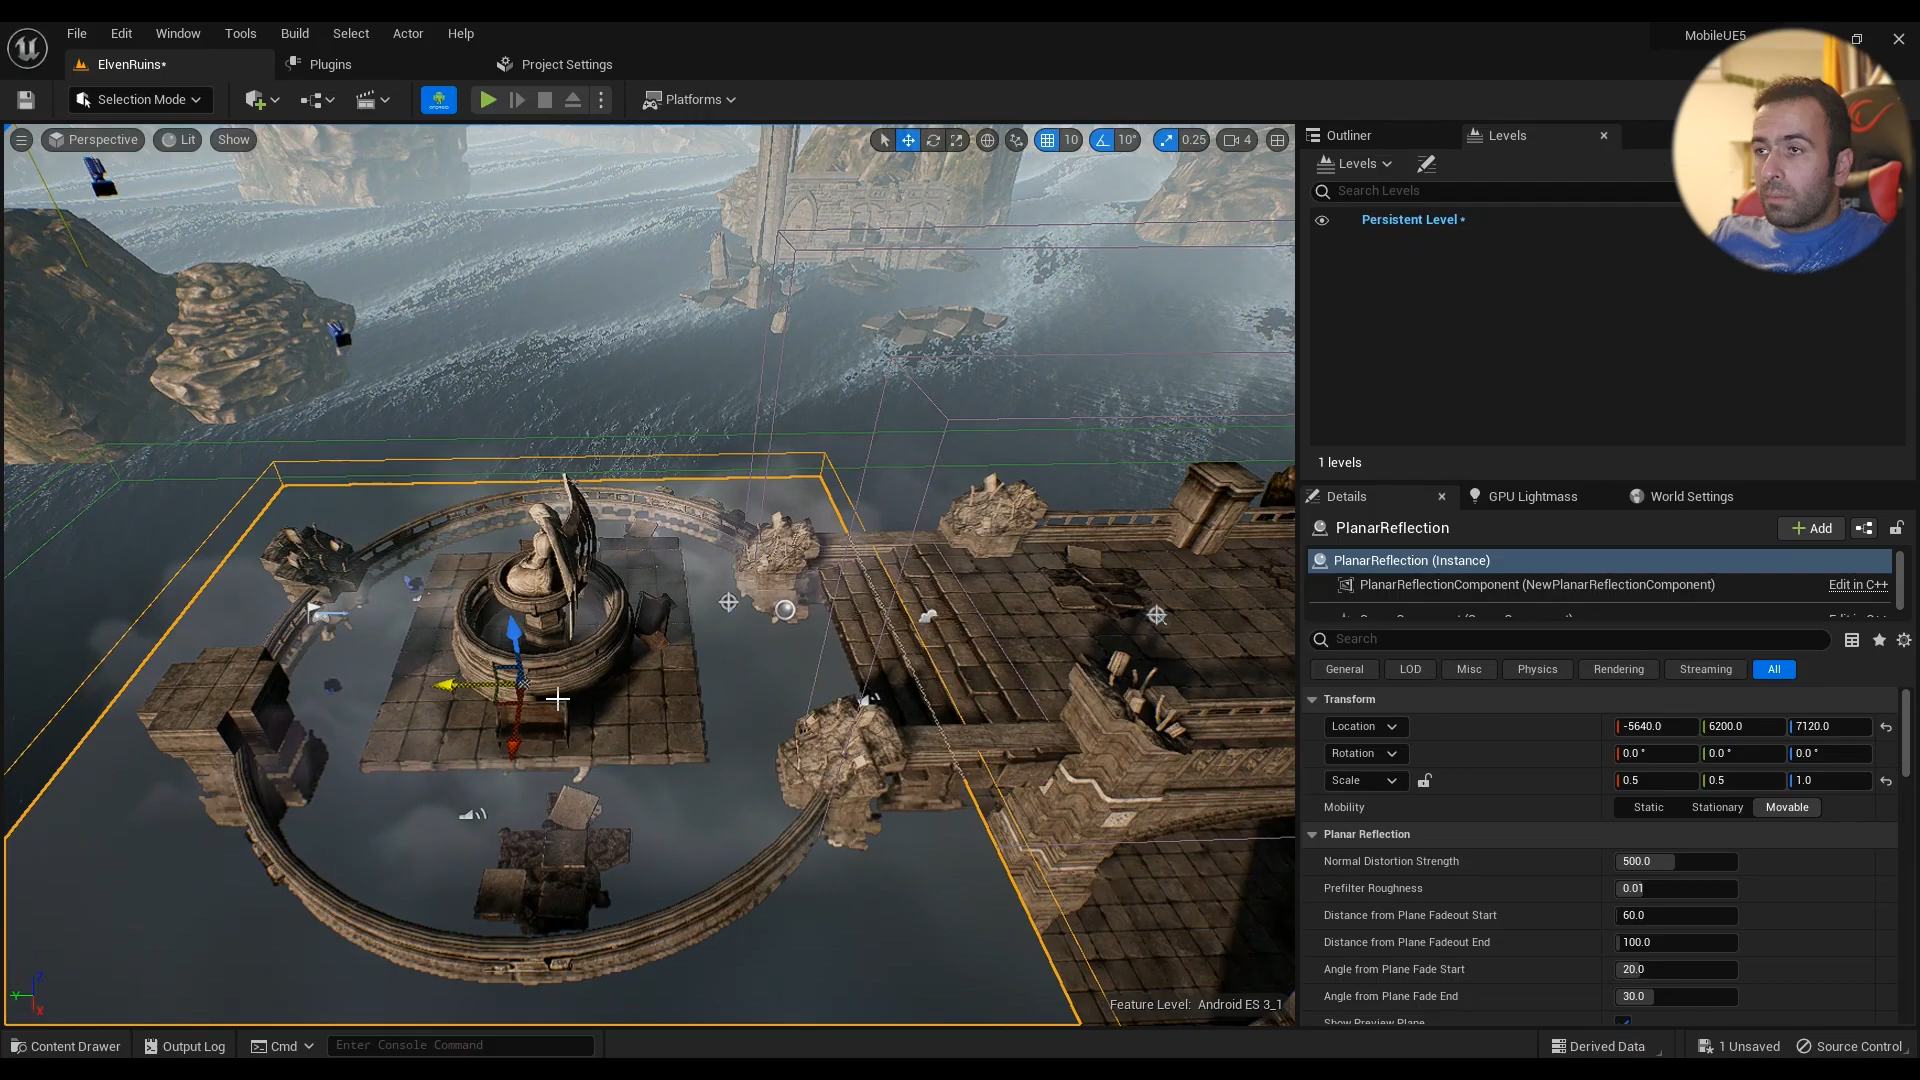 File Edit Window Tools Build Select Actor Help
MobileUE5
ElvenRuins*
Plugins
Project Settings
Selection Mode
Platforms
Perspective
Lit
Show
10
10°
0.25
4
Outliner
Levels
Levels
Search Levels
Persistent Level *
1 levels
Details
GPU Lightmass
World Settings
PlanarReflection
Add
PlanarReflection (Instance)
PlanarReflectionComponent (NewPlanarReflectionComponent)
Edit in C++
Search
General
LOD
Misc
Physics
Rendering
Streaming
All
Transform
Location
-5640.0
6200.0
7120.0
Rotation
0.0 °
0.0 °
0.0 °
Scale
0.5
0.5
1.0
Mobility
Static
Stationary
Movable
Planar Reflection
Normal Distortion Strength
500.0
Prefilter Roughness
0.01
Distance from Plane Fadeout Start
60.0
Distance from Plane Fadeout End
100.0
Angle from Plane Fade Start
20.0
Angle from Plane Fade End
30.0
Show Preview Plane
Feature Level: Android ES 3_1
Content Drawer
Output Log
Cmd
Enter Console Command
Derived Data
1 Unsaved
Source Control